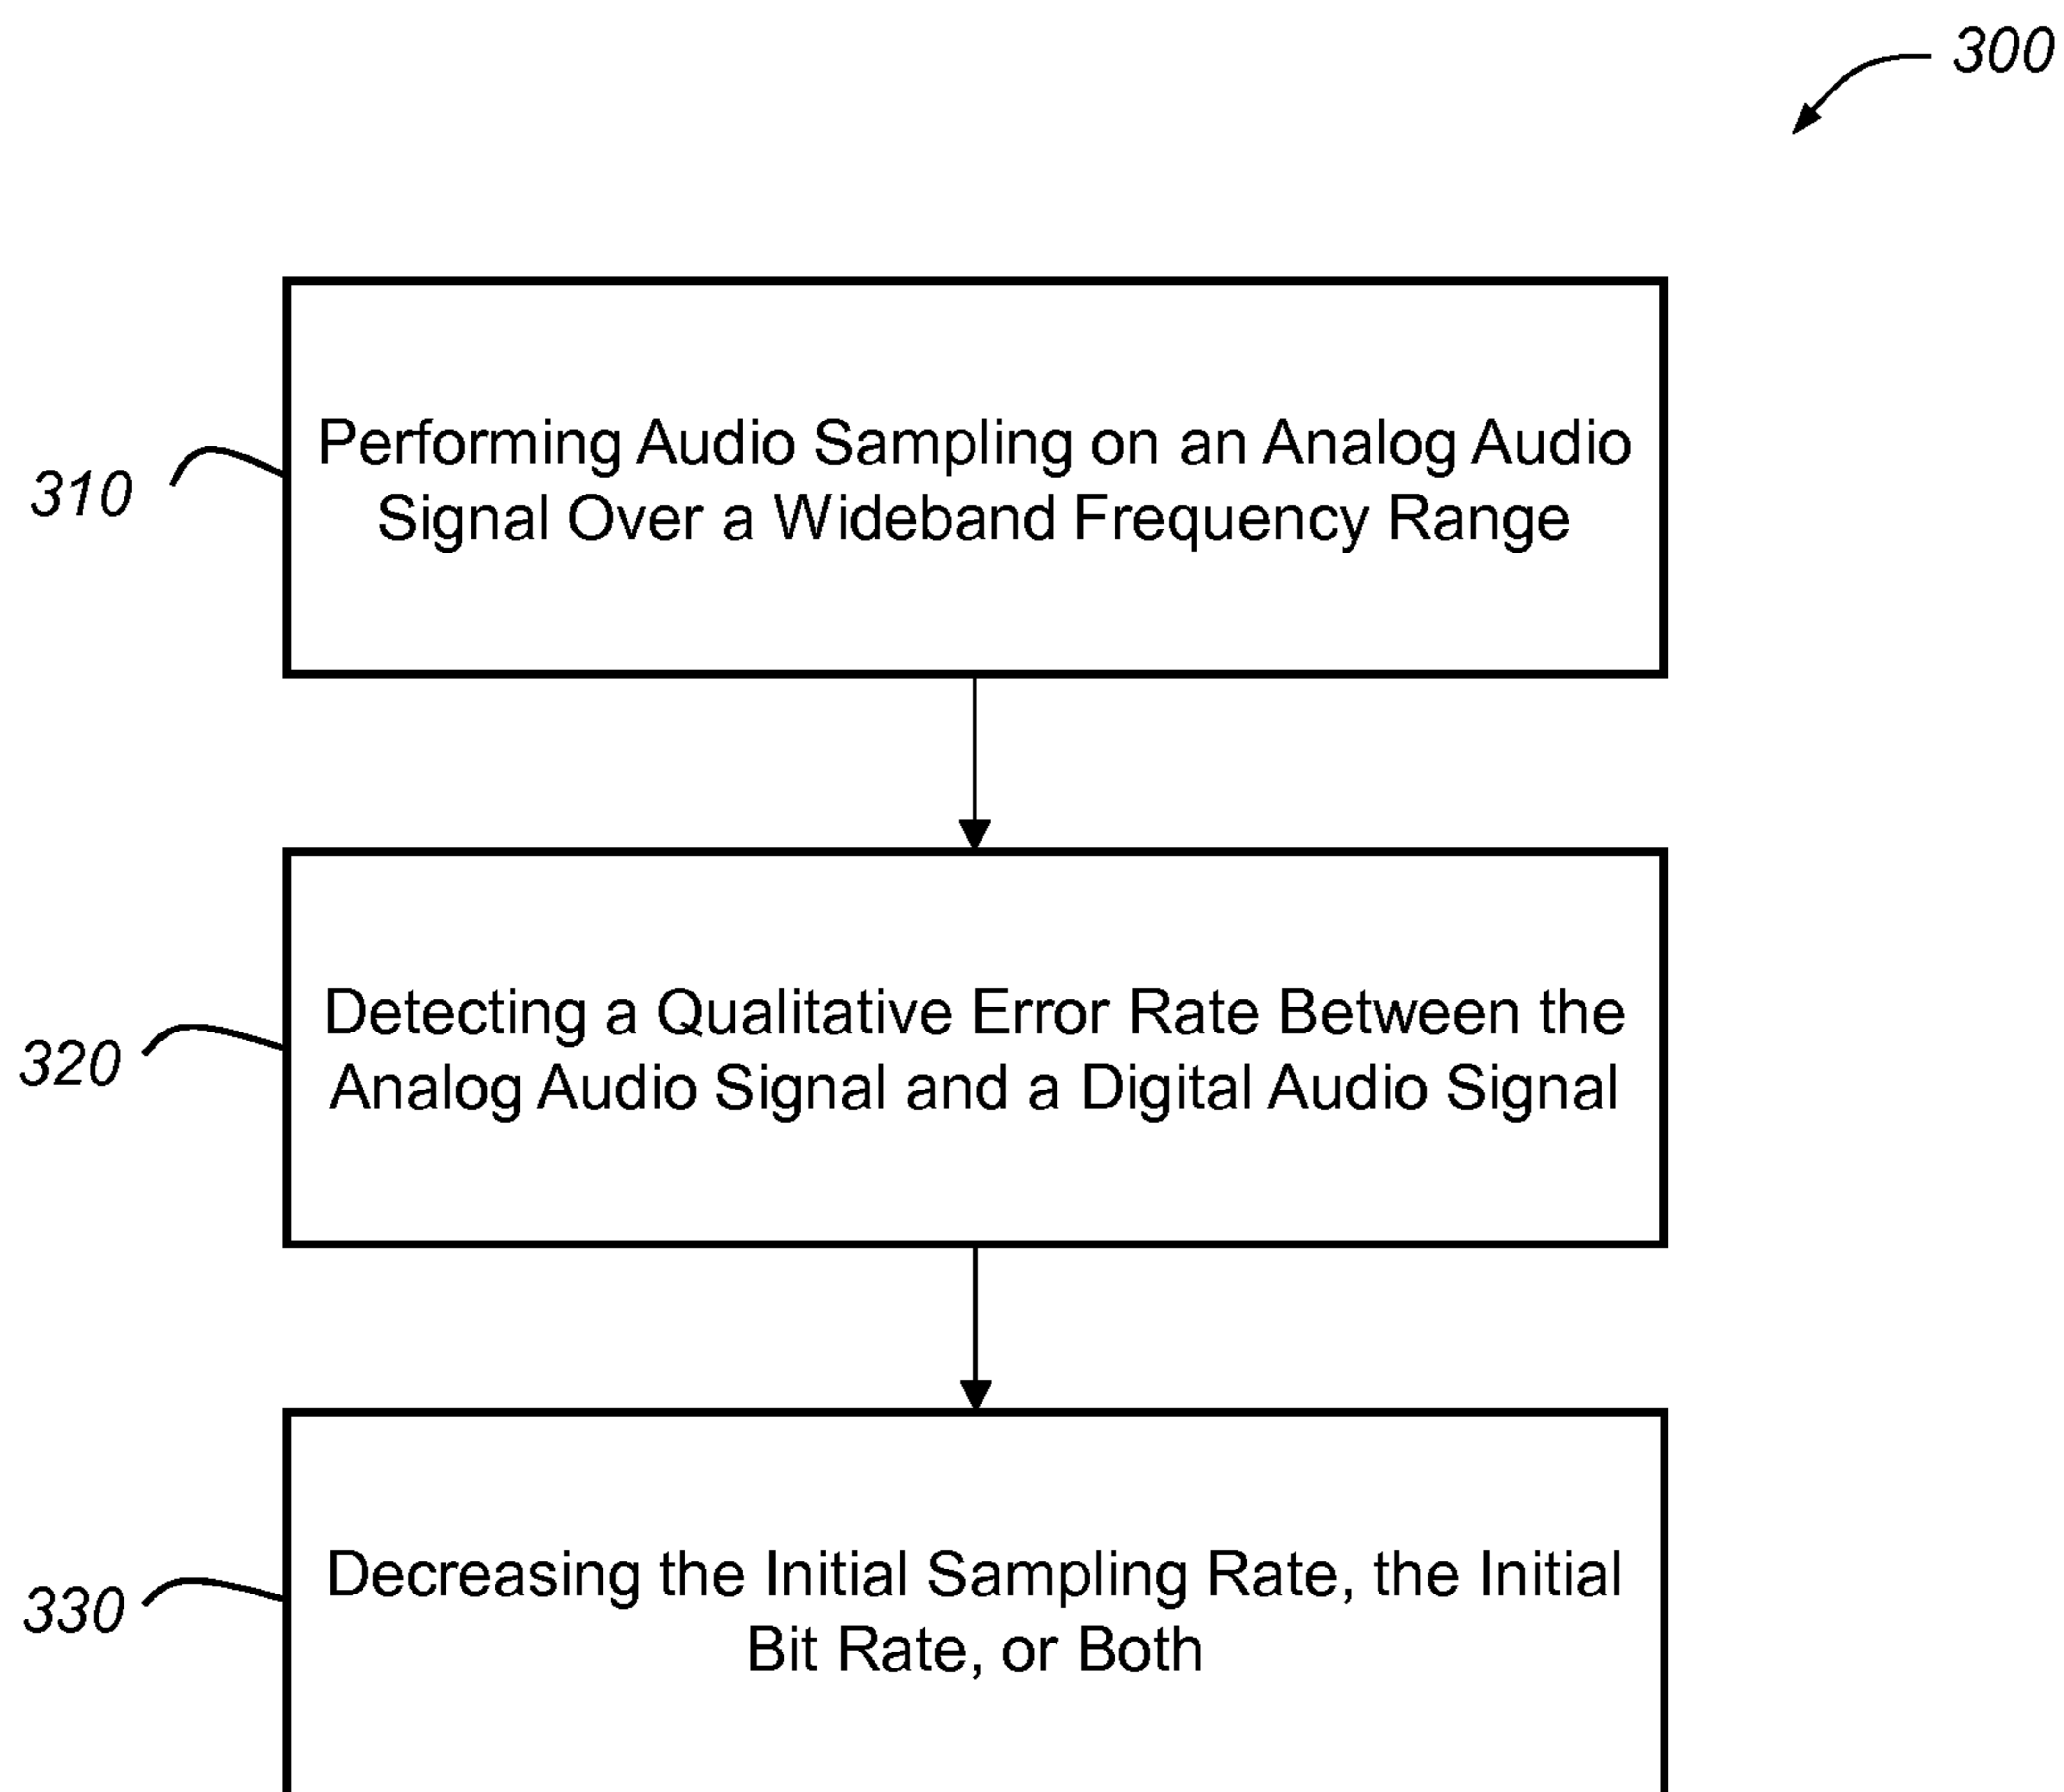 300
310
Performing Audio Sampling on an Analog Audio
Signal Over a Wideband Frequency Range
320
Detecting a Qualitative Error Rate Between the
Analog Audio Signal and a Digital Audio Signal
330
Decreasing the Initial Sampling Rate, the Initial
Bit Rate, or Both